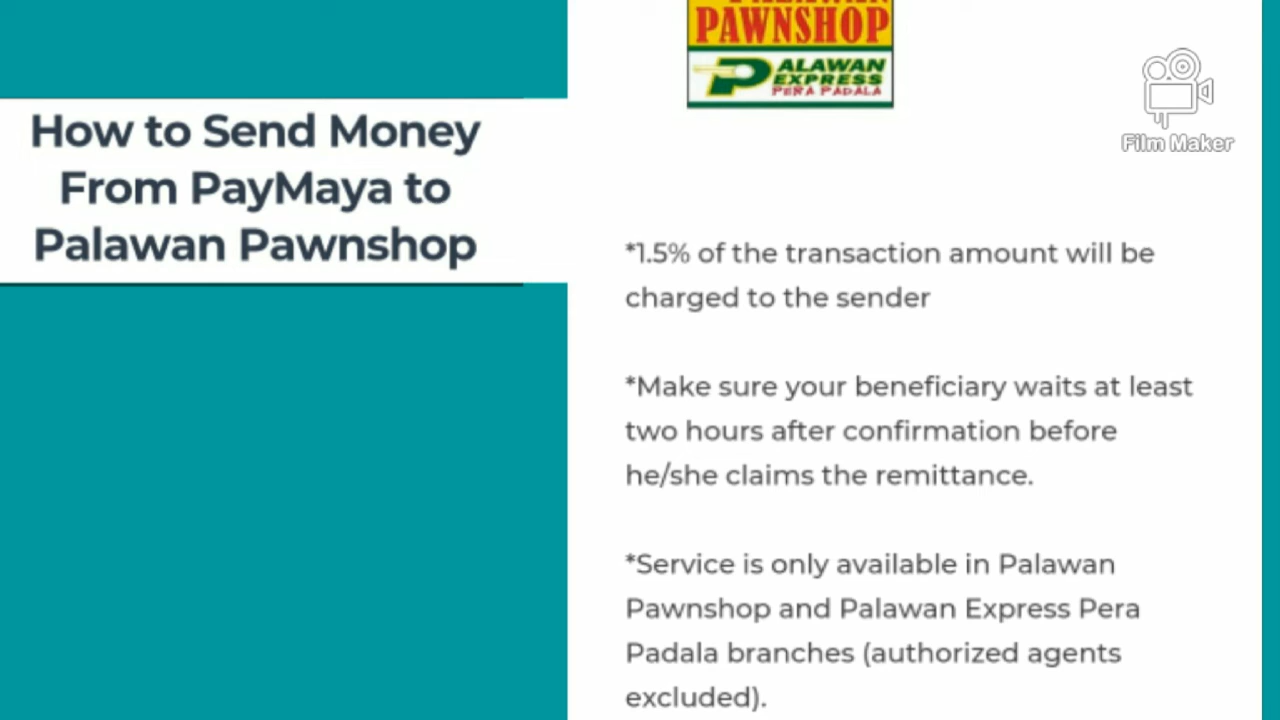 How to Send Money
From PayMaya to
Palawan Pawnshop
PAWNSHOP
PALAWAN
EXPRESS
PERA PADALA
Film Maker
*1.5% of the transaction amount will be
charged to the sender
*Make sure your beneficiary waits at least
two hours after confirmation before
he/she claims the remittance.
*Service is only available in Palawan
Pawnshop and Palawan Express Pera
Padala branches (authorized agents
excluded).